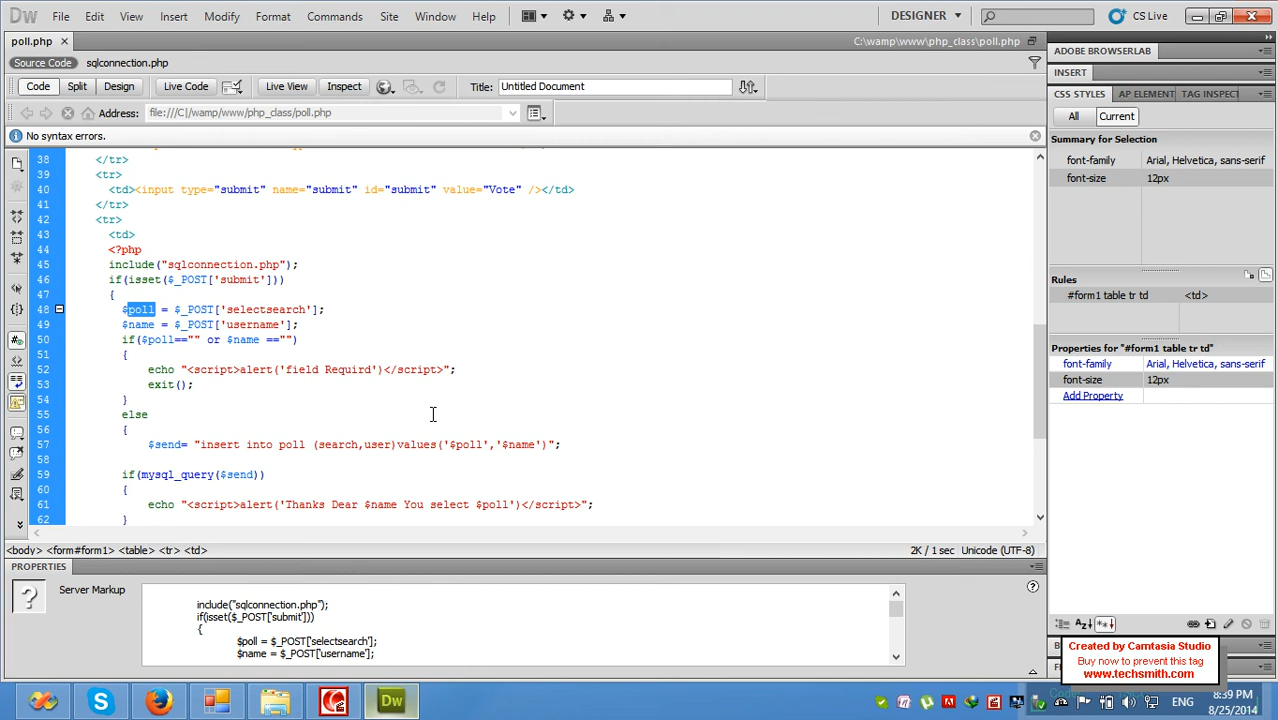 Dw File Edit View Insert Modify Format Commands Site Window Help DESIGNER CS Live
poll.php C:\wamp\www\php_class\poll.php
Source Code sqlconnection.php
Code Split Design Live Code Live View Inspect Title: Untitled Document
Address: file:///C|/wamp/www/php_class/poll.php
No syntax errors.
38 </tr>
39 <tr>
40 <td><input type="submit" name="submit" id="submit" value="Vote" /></td>
41 </tr>
42 <tr>
43 <td>
44 <?php
45 include("sqlconnection.php");
46 if(isset($_POST['submit']))
47 {
48 $poll = $_POST['selectsearch'];
49 $name = $_POST['username'];
50 if($poll=="" or $name =="")
51 {
52 echo "<script>alert('field Requird')</script>";
53 exit();
54 }
55 else
56 {
57 $send= "insert into poll (search,user)values('$poll','$name')";
58
59 if(mysql_query($send))
60 {
61 echo "<script>alert('Thanks Dear $name You select $poll')</script>";
62 }
<body> <form#form1> <table> <tr> <td> 2K / 1 sec Unicode (UTF-8)
PROPERTIES
Server Markup
include("sqlconnection.php");
if(isset($_POST['submit']))
{
$poll = $_POST['selectsearch'];
$name = $_POST['username'];
ADOBE BROWSERLAB
INSERT
CSS STYLES AP ELEMENT TAG INSPECT
All Current
Summary for Selection
font-family Arial, Helvetica, sans-serif
font-size 12px
Rules
#form1 table tr td <td>
Properties for "#form1 table tr td"
font-family Arial, Helvetica, sans-serif
font-size 12px
Add Property
Created by Camtasia Studio
Buy now to prevent this tag
www.techsmith.com
Dw ENG 8:39 PM
8/25/2014